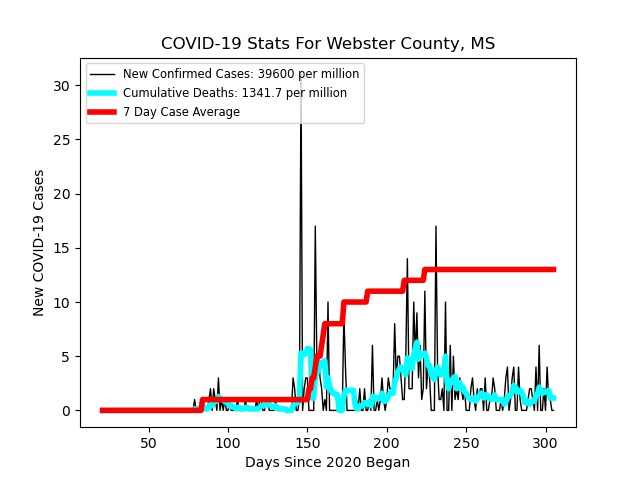 COVID-19 Stats For Webster County, MS
New Confirmed Cases: 39600 per million
Cumulative Deaths: 1341.7 per million
7 Day Case Average
30
25
20
15
10
5
0
New COVID-19 Cases
50 100 150 200 250 300
Days Since 2020 Began